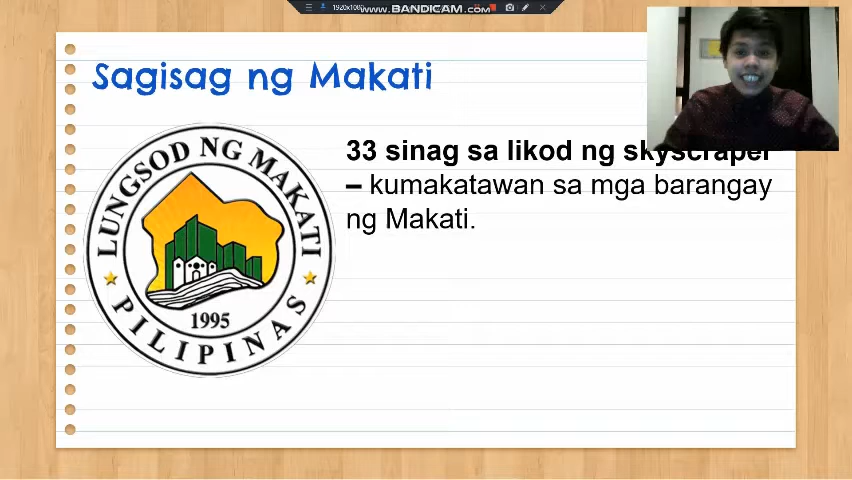 1920x1080
WWW.BANDICAM.COM
Sagisag ng Makati
33 sinag sa likod ng skyscraper
– kumakatawan sa mga barangay
ng Makati.
LUNGSOD NG MAKATI
1995
PILIPINAS